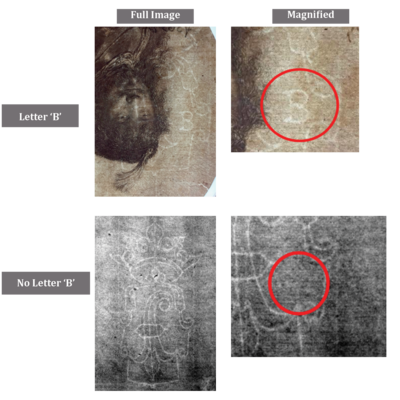 Full Image
Magnified
Letter ‘B’
B
No Letter ‘B’